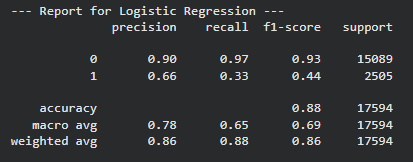 --- Report for Logistic Regression ---
precision recall f1-score support
0 0.90 0.97 0.93 15089
1 0.66 0.33 0.44 2505
accuracy 0.88 17594
macro avg 0.78 0.65 0.69 17594
weighted avg 0.86 0.88 0.86 17594